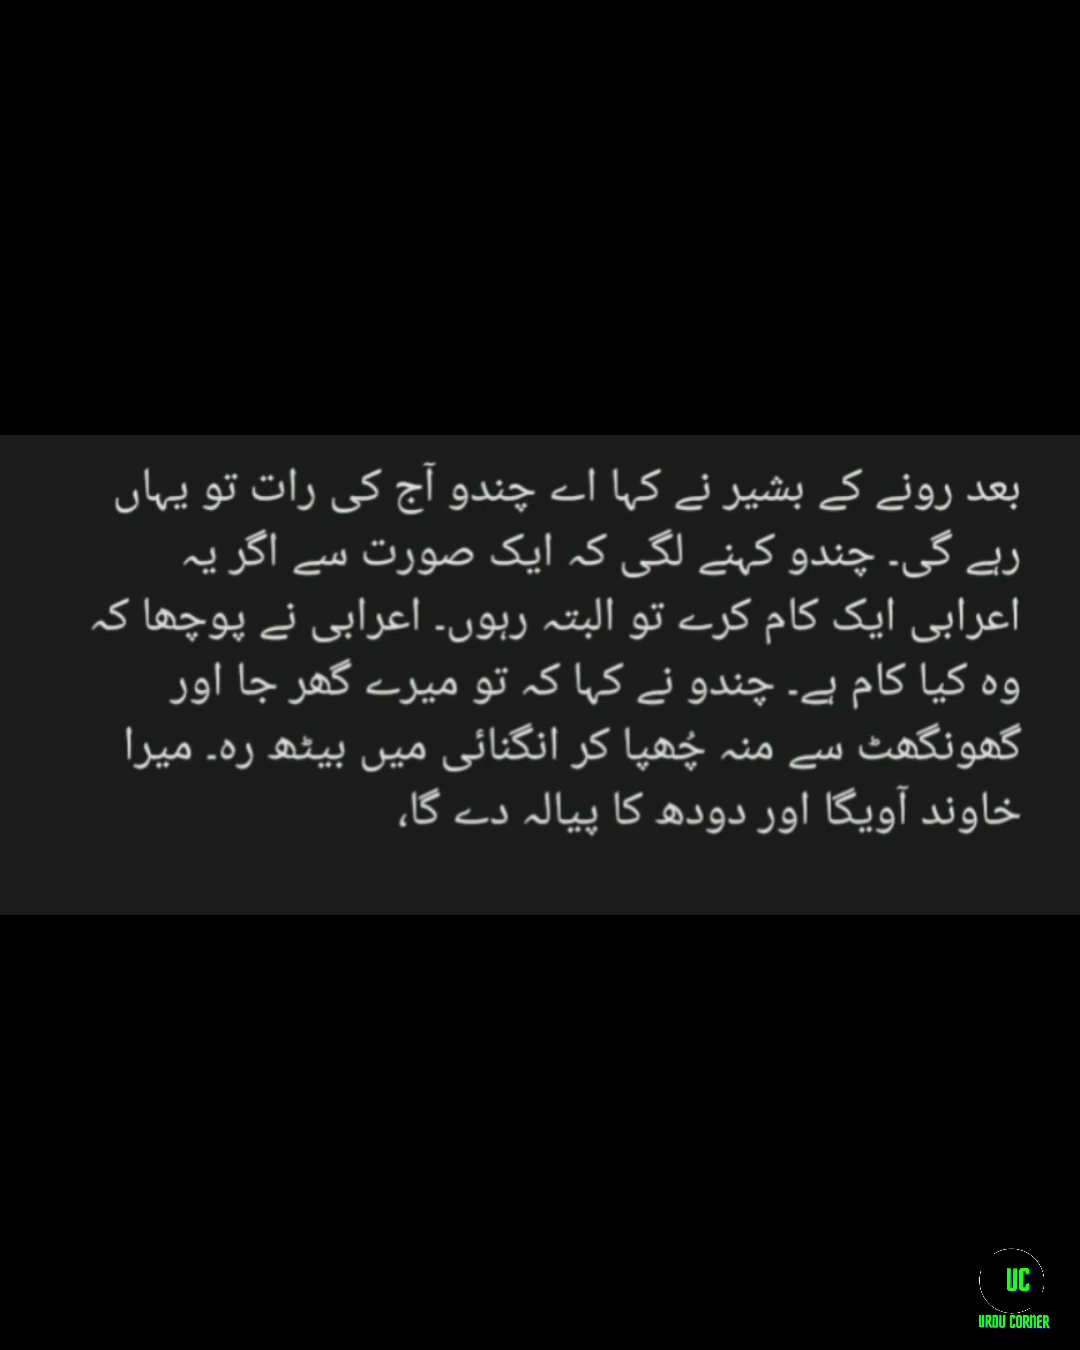 بعد رونے کے بشیر نے کہا اے چندو آج کی رات تو یہاں
رہے گی۔ چندو کہنے لگی کہ ایک صورت سے اگر یہ
اعرابی ایک کام کرے تو البتہ رہوں۔ اعرابی نے پوچھا کہ
وہ کیا کام ہے۔ چندو نے کہا کہ تو میرے گھر جا اور
گھونگھٹ سے منہ چُھپا کر انگنائی میں بیٹھ رہ۔ میرا
خاوند آویگا اور دودھ کا پیالہ دے گا،
UC
URDU CORNER